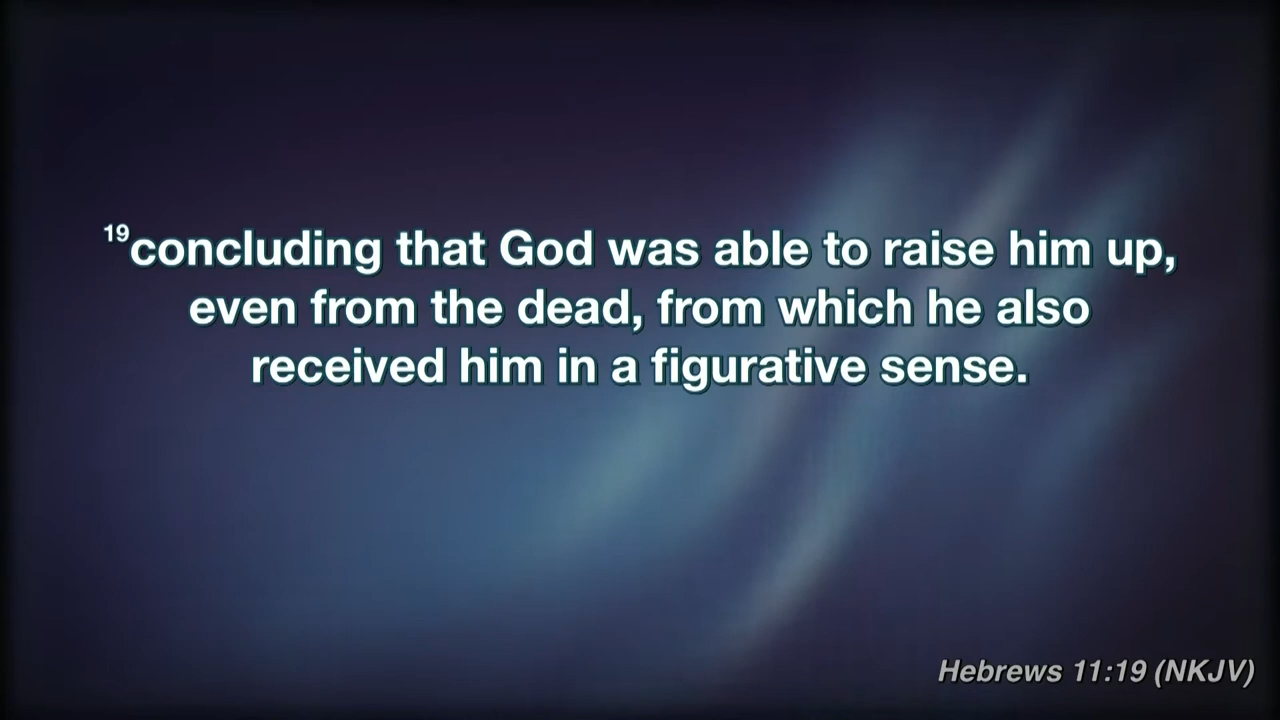 19concluding that God was able to raise him up,
even from the dead, from which he also
received him in a figurative sense.
Hebrews 11:19 (NKJV)